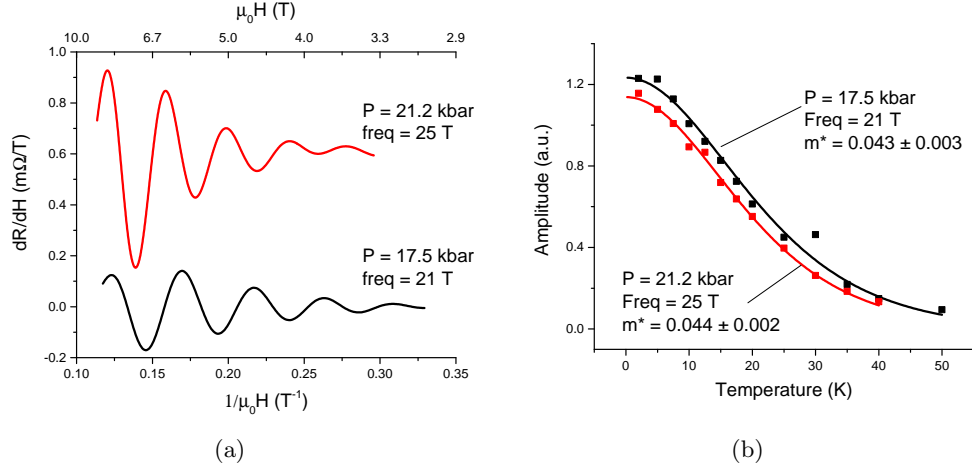 μ₀H (T)
10.0 6.7 5.0 4.0 3.3 2.9
1.0
0.8
0.6
0.4
0.2
0.0
-0.2
dR/dH (mΩ/T)
P = 21.2 kbar
freq = 25 T
P = 17.5 kbar
freq = 21 T
0.10 0.15 0.20 0.25 0.30 0.35
1/μ₀H (T⁻¹)
(a)
1.2
0.8
0.4
0.0
Amplitude (a.u.)
P = 17.5 kbar
Freq = 21 T
m* = 0.043 ± 0.003
P = 21.2 kbar
Freq = 25 T
m* = 0.044 ± 0.002
0 10 20 30 40 50
Temperature (K)
(b)